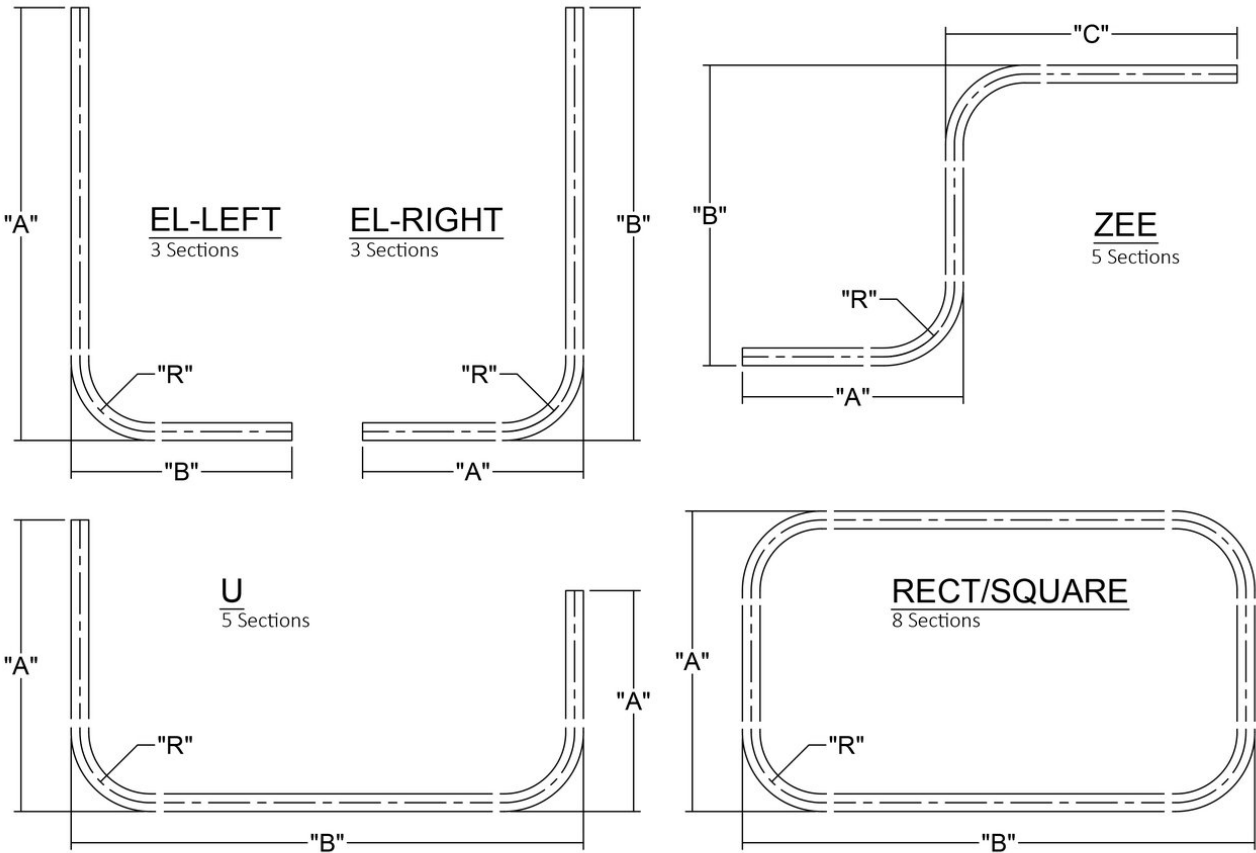 "A"
EL-LEFT
3 Sections
"R"
"B"
EL-RIGHT
3 Sections
"B"
"R"
"A"
"C"
"B"
ZEE
5 Sections
"R"
"A"
U
5 Sections
"A"
"A"
"R"
"B"
RECT/SQUARE
8 Sections
"A"
"R"
"B"